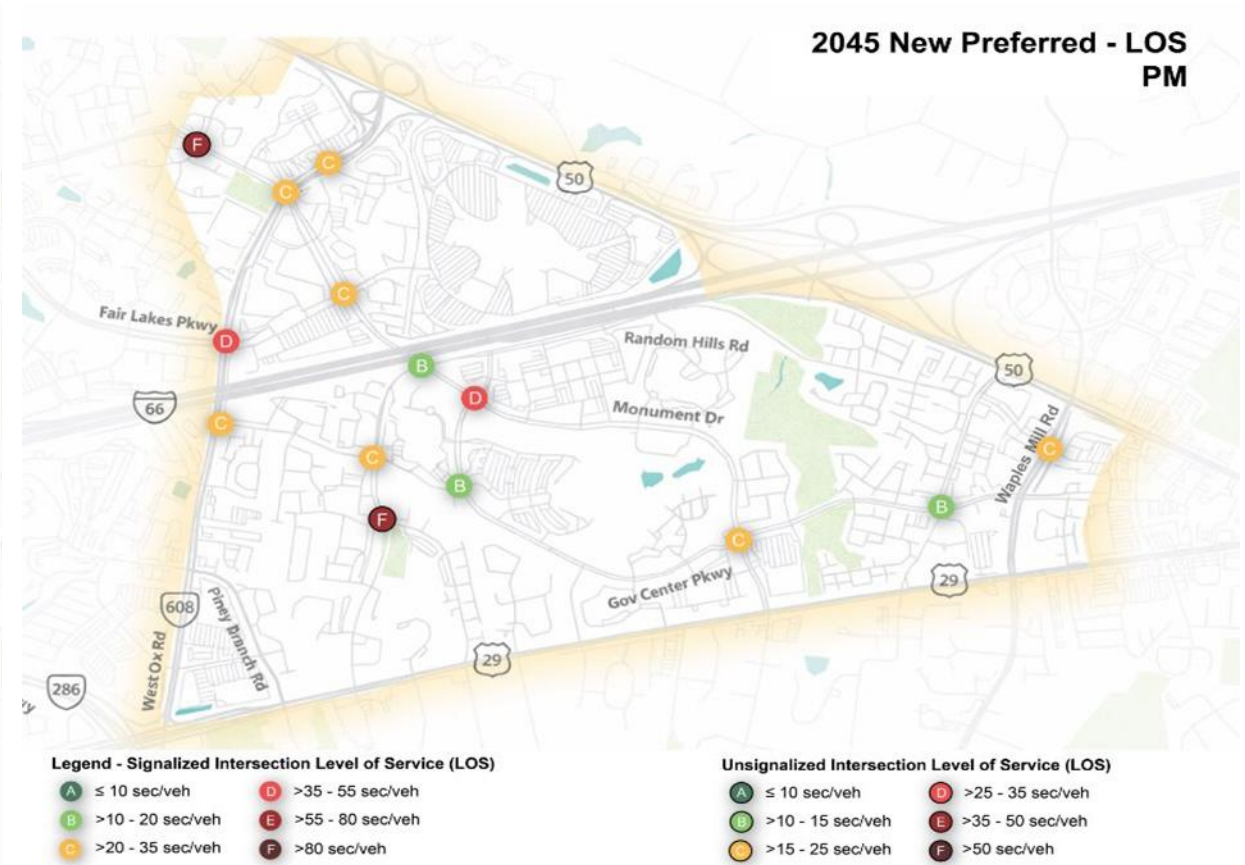 2045 New Preferred - LOS
PM
F
C
C
50
C
Fair Lakes Pkwy
D
Random Hills Rd
B
50
66
D
Monument Dr
C
Waples Mill Rd
C
C
B
B
F
C
Gov Center Pkwy
29
608
Piney Branch Rd
29
West Ox Rd
286
Legend - Signalized Intersection Level of Service (LOS)
A ≤ 10 sec/veh
B >10 - 20 sec/veh
C >20 - 35 sec/veh
D >35 - 55 sec/veh
E >55 - 80 sec/veh
F >80 sec/veh
Unsignalized Intersection Level of Service (LOS)
A ≤ 10 sec/veh
B >10 - 15 sec/veh
C >15 - 25 sec/veh
D >25 - 35 sec/veh
E >35 - 50 sec/veh
F >50 sec/veh